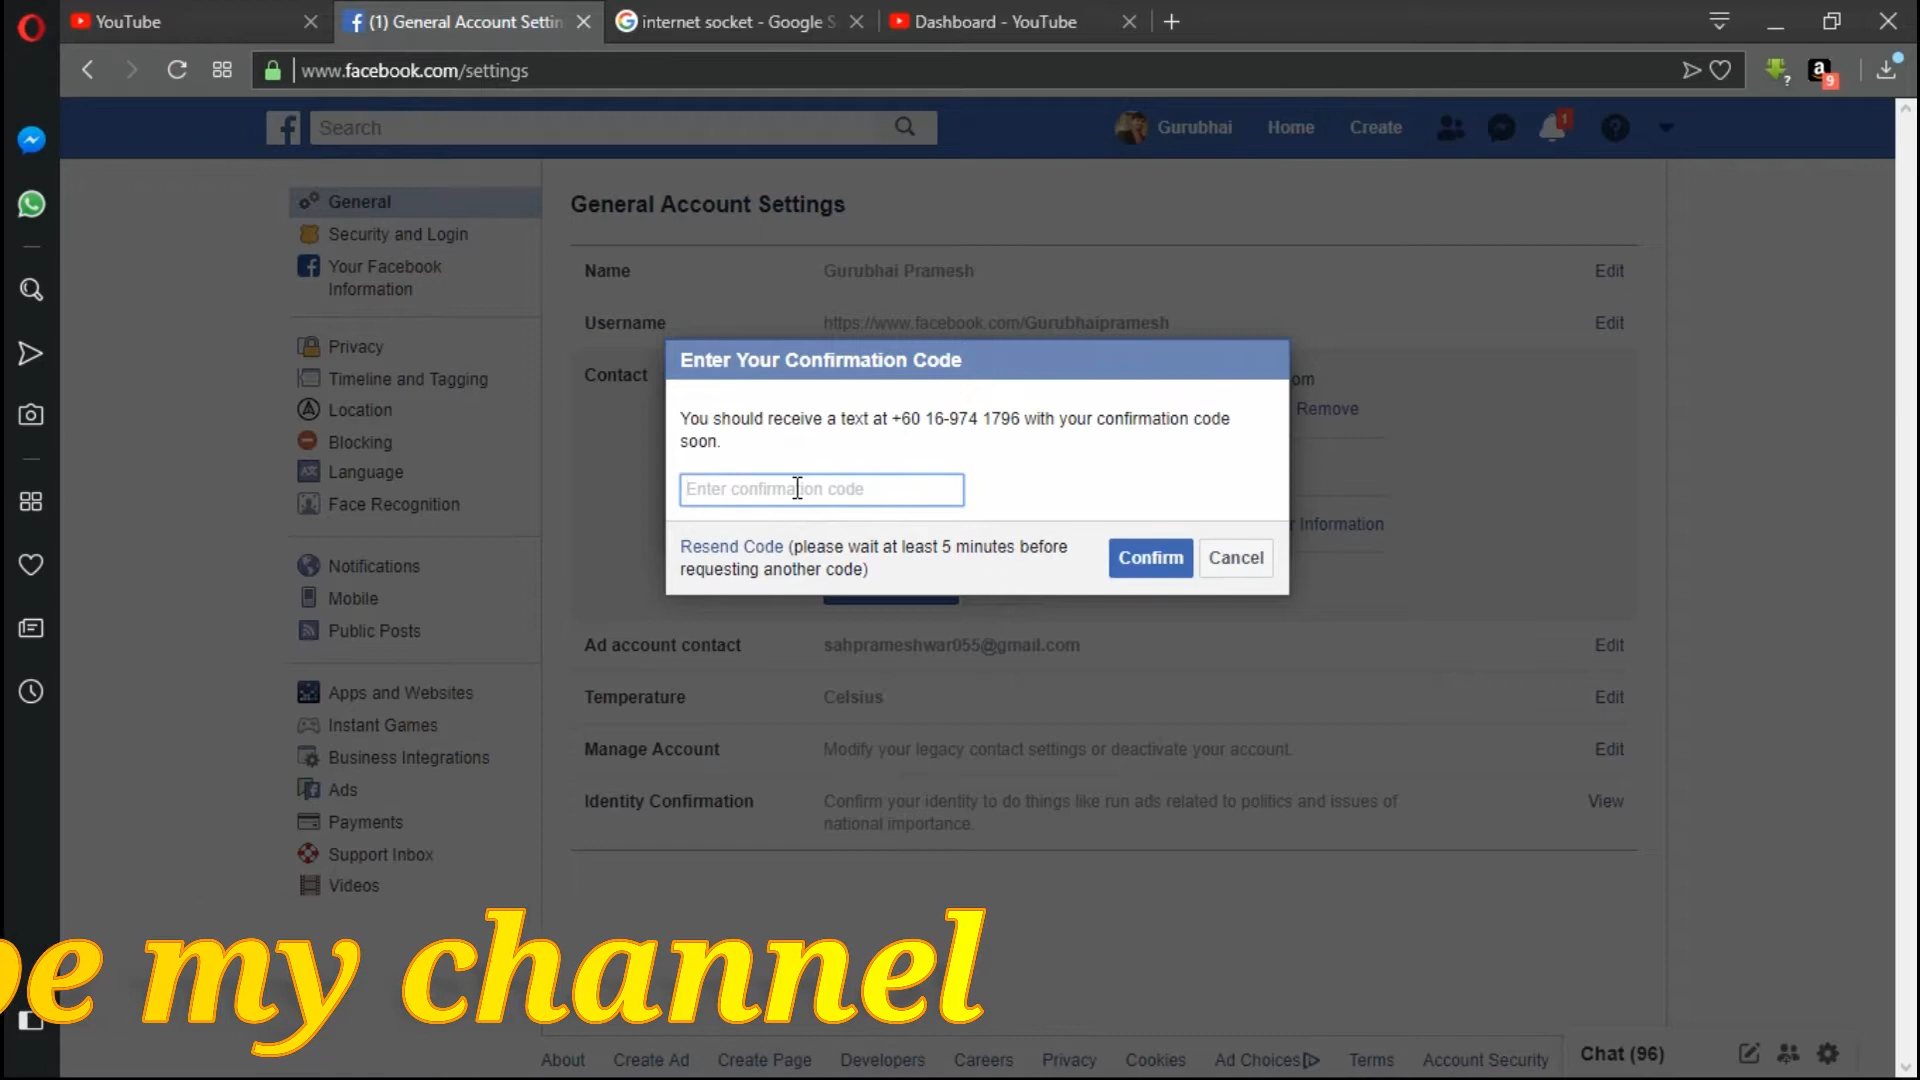 YouTube
(1) General Account Settin
internet socket - Google S
Dashboard - YouTube
www.facebook.com/settings
?
9
Search
Gurubhai
Home
Create
1
General
Security and Login
Your Facebook
Information
Privacy
Timeline and Tagging
Location
Blocking
Language
Face Recognition
Notifications
Mobile
Public Posts
Apps and Websites
Instant Games
Business Integrations
Ads
Payments
Support Inbox
Videos
General Account Settings
Name Gurubhai Pramesh Edit
Username https://www.facebook.com/Gurubhaipramesh Edit
Contact
om
Remove
Information
Enter Your Confirmation Code
You should receive a text at +60 16-974 1796 with your confirmation code
soon.
Enter confirmation code
Resend Code (please wait at least 5 minutes before
requesting another code)
Confirm
Cancel
Ad account contact sahprameshwar055@gmail.com Edit
Temperature Celsius Edit
Manage Account Modify your legacy contact settings or deactivate your account. Edit
Identity Confirmation Confirm your identity to do things like run ads related to politics and issues of View
national importance.
be my channel
About Create Ad Create Page Developers Careers Privacy Cookies Ad Choices Terms Account Security
Chat (96)